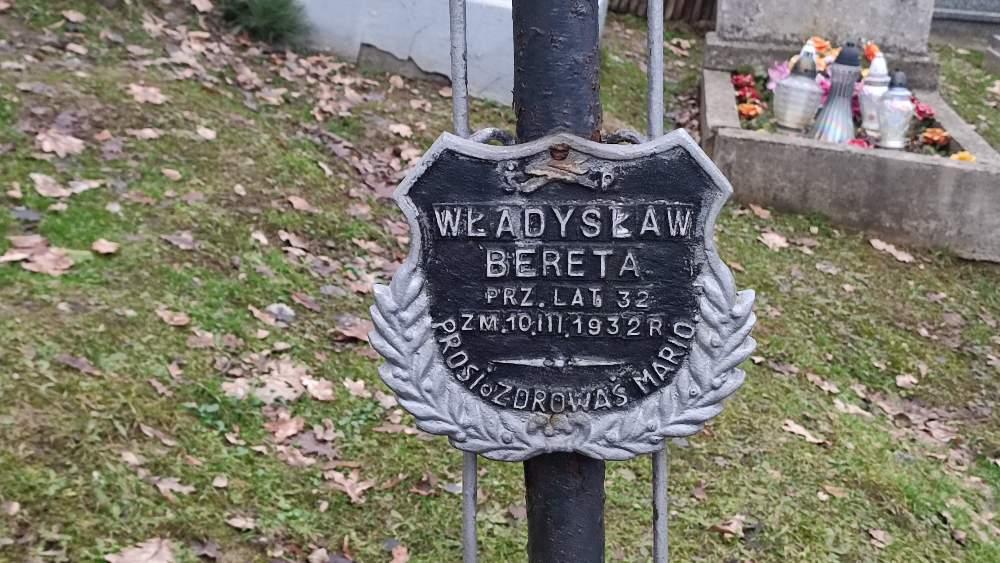 Ś P
WŁADYSŁAW
BERETA
PRZ. LAT 32
ZM. 10.III.1932 R
PROSI o ZDROWAŚ MARIO